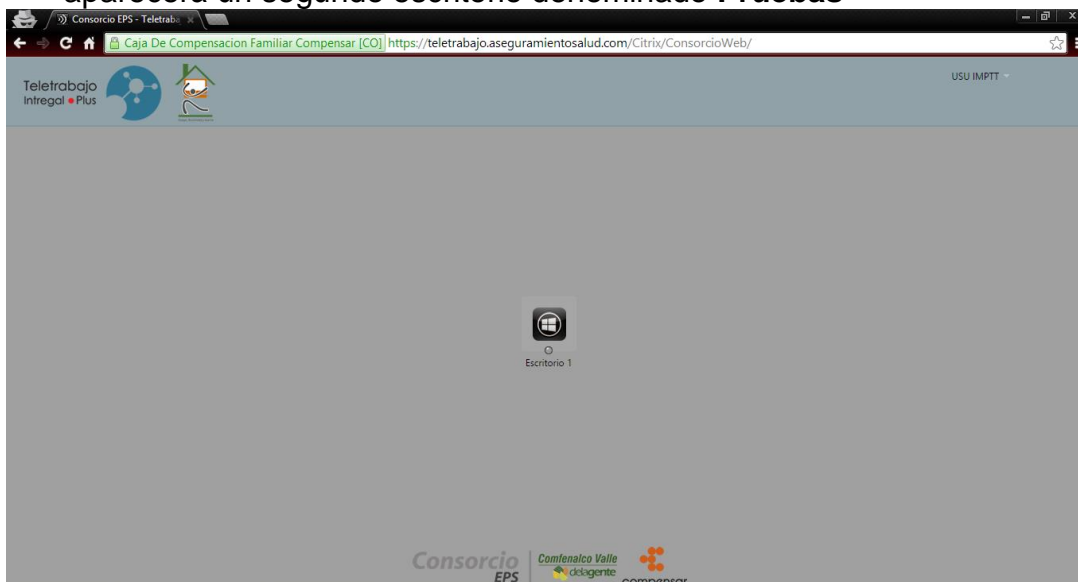 aparecerá un segundo escritorio denominado Pruebas
Consorcio EPS - Teletraba
Caja De Compensacion Familiar Compensar [CO] https://teletrabajo.aseguramientosalud.com/Citrix/ConsorcioWeb/
Teletrabajo
Intregal • Plus
USU IMPTT
Escritorio 1
Consorcio
EPS
Comfenalco Valle
delagente
compensar